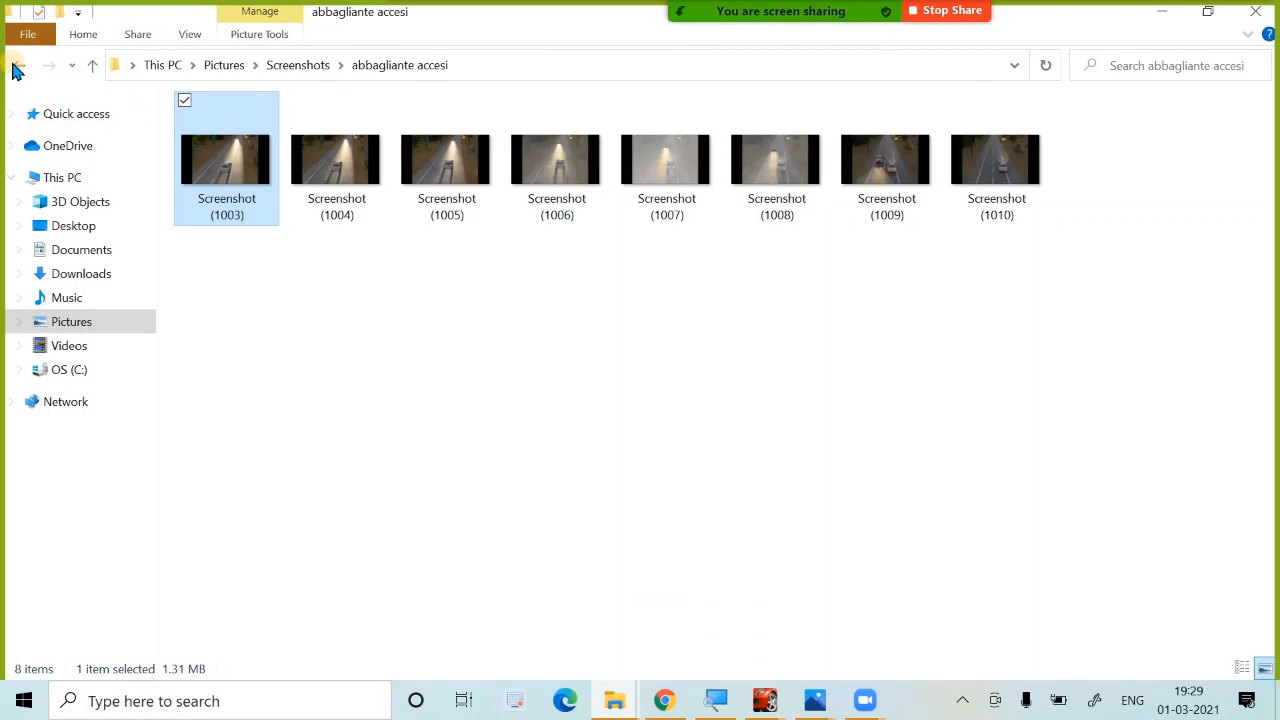 Manage
abbagliante accesi
You are screen sharing
Stop Share
File
Home
Share
View
Picture Tools
This PC
Pictures
Screenshots
abbagliante accesi
Search abbagliante accesi
Quick access
OneDrive
This PC
3D Objects
Desktop
Documents
Downloads
Music
Pictures
Videos
OS (C:)
Network
Screenshot
(1003)
Screenshot
(1004)
Screenshot
(1005)
Screenshot
(1006)
Screenshot
(1007)
Screenshot
(1008)
Screenshot
(1009)
Screenshot
(1010)
8 items
1 item selected 1.31 MB
Type here to search
ENG
19:29
01-03-2021